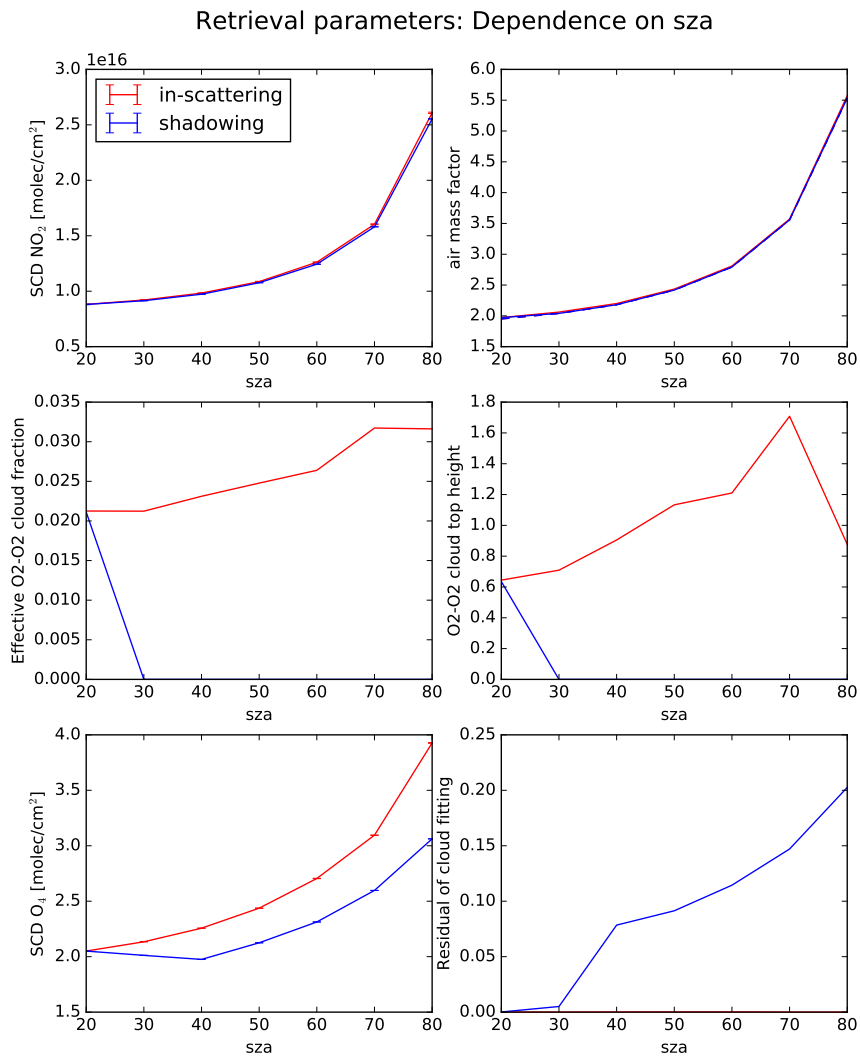 Retrieval parameters: Dependence on sza
1e16
3.0
2.5
2.0
1.5
1.0
0.5
SCD NO₂ [molec/cm²]
in-scattering
shadowing
20 30 40 50 60 70 80
sza
6.0
5.5
5.0
4.5
4.0
3.5
3.0
2.5
2.0
1.5
air mass factor
20 30 40 50 60 70 80
sza
0.035
0.030
0.025
0.020
0.015
0.010
0.005
0.000
Effective O2-O2 cloud fraction
20 30 40 50 60 70 80
sza
1.8
1.6
1.4
1.2
1.0
0.8
0.6
0.4
0.2
0.0
O2-O2 cloud top height
20 30 40 50 60 70 80
sza
4.0
3.5
3.0
2.5
2.0
1.5
SCD O₄ [molec/cm²]
20 30 40 50 60 70 80
sza
0.25
0.20
0.15
0.10
0.05
0.00
Residual of cloud fitting
20 30 40 50 60 70 80
sza